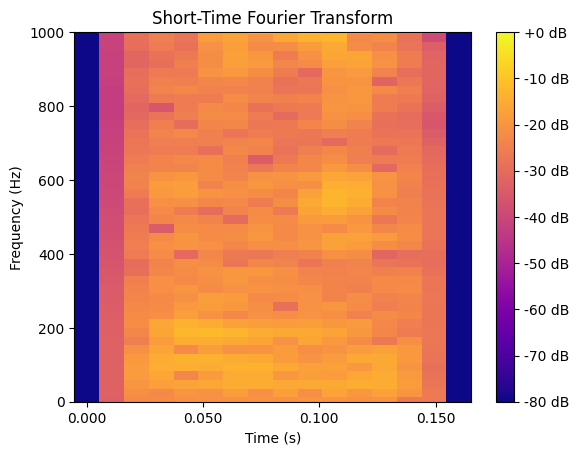 Short-Time Fourier Transform
Frequency (Hz)
1000
800
600
400
200
0
0.000
0.050
0.100
0.150
Time (s)
+0 dB
-10 dB
-20 dB
-30 dB
-40 dB
-50 dB
-60 dB
-70 dB
-80 dB